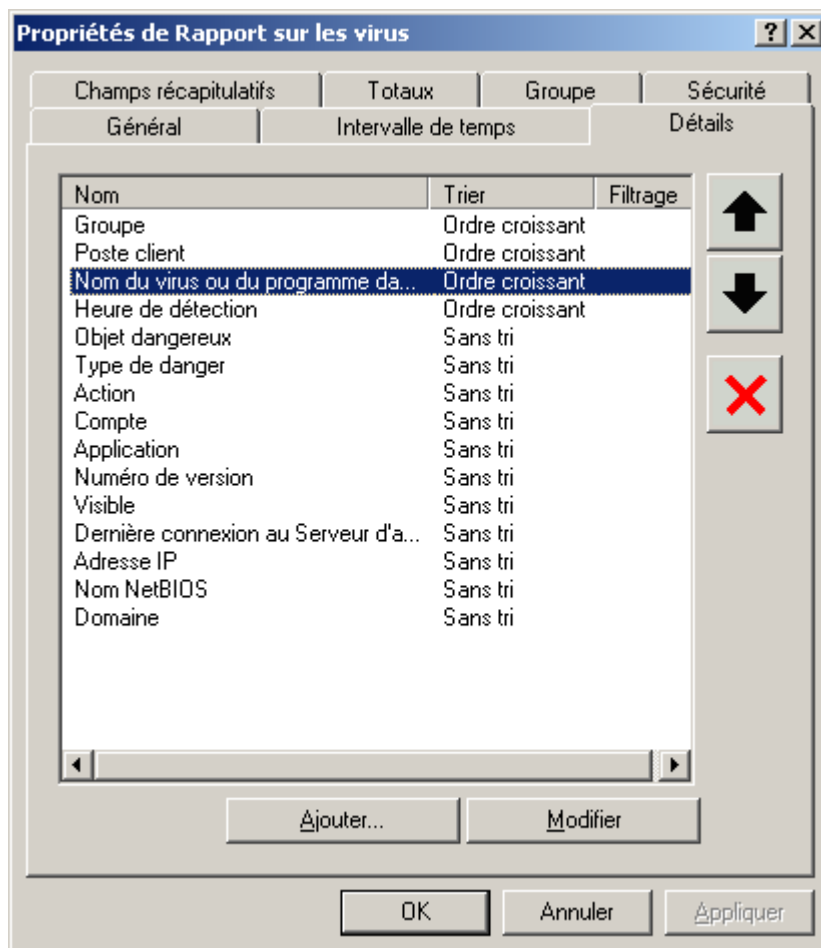 Propriétés de Rapport sur les virus
Champs récapitulatifs Totaux Groupe Sécurité
Général Intervalle de temps Détails
Nom Trier Filtrage
Groupe Ordre croissant
Poste client Ordre croissant
Nom du virus ou du programme da... Ordre croissant
Heure de détection Ordre croissant
Objet dangereux Sans tri
Type de danger Sans tri
Action Sans tri
Compte Sans tri
Application Sans tri
Numéro de version Sans tri
Visible Sans tri
Dernière connexion au Serveur d'a... Sans tri
Adresse IP Sans tri
Nom NetBIOS Sans tri
Domaine Sans tri
Ajouter... Modifier
OK Annuler Appliquer